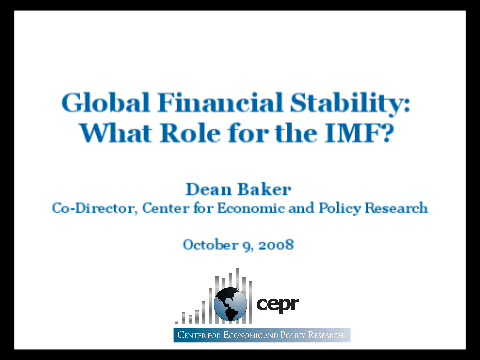 Global Financial Stability:
What Role for the IMF?
Dean Baker
Co-Director, Center for Economic and Policy Research
October 9, 2008
cepr
CENTER FOR ECONOMIC AND POLICY RESEARCH